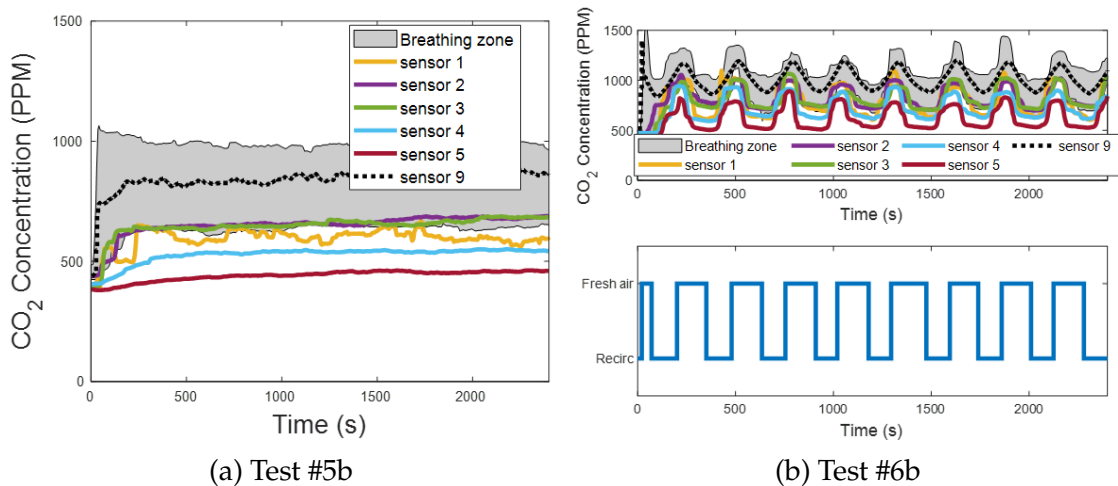 CO2 Concentration (PPM)
1500
1000
500
0
Breathing zone
sensor 1
sensor 2
sensor 3
sensor 4
sensor 5
sensor 9
0
500
1000
1500
2000
Time (s)
(a) Test #5b
CO2 Concentration (PPM)
1500
1000
500
0
Breathing zone
sensor 1
sensor 2
sensor 3
sensor 4
sensor 5
sensor 9
0
500
1000
1500
2000
Time (s)
Fresh air
Recirc
0
500
1000
1500
2000
Time (s)
(b) Test #6b